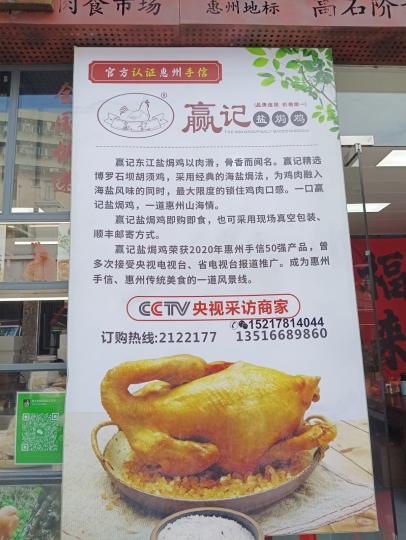 肉食市场
惠州地标
高石阶
官方认证惠州手信
赢记
盐焗鸡
赢记东江盐焗鸡以肉滑，骨香而闻名。赢记精选
博罗石坝胡须鸡，采用经典的海盐焗法，为鸡肉融入
海盐风味的同时，最大限度的锁住鸡肉口感。一口赢
记盐焗鸡，一道惠州山海情。
赢记盐焗鸡即购即食，也可采用现场真空包装、
顺丰邮寄方式。
赢记盐焗鸡荣获2020年惠州手信50强产品，曾
多次接受央视电视台、省电视台报道推广。成为惠州
手信、惠州传统美食的一道风景线。
CCTV 央视采访商家
15217814044
订购热线:2122177 13516689860
福
来